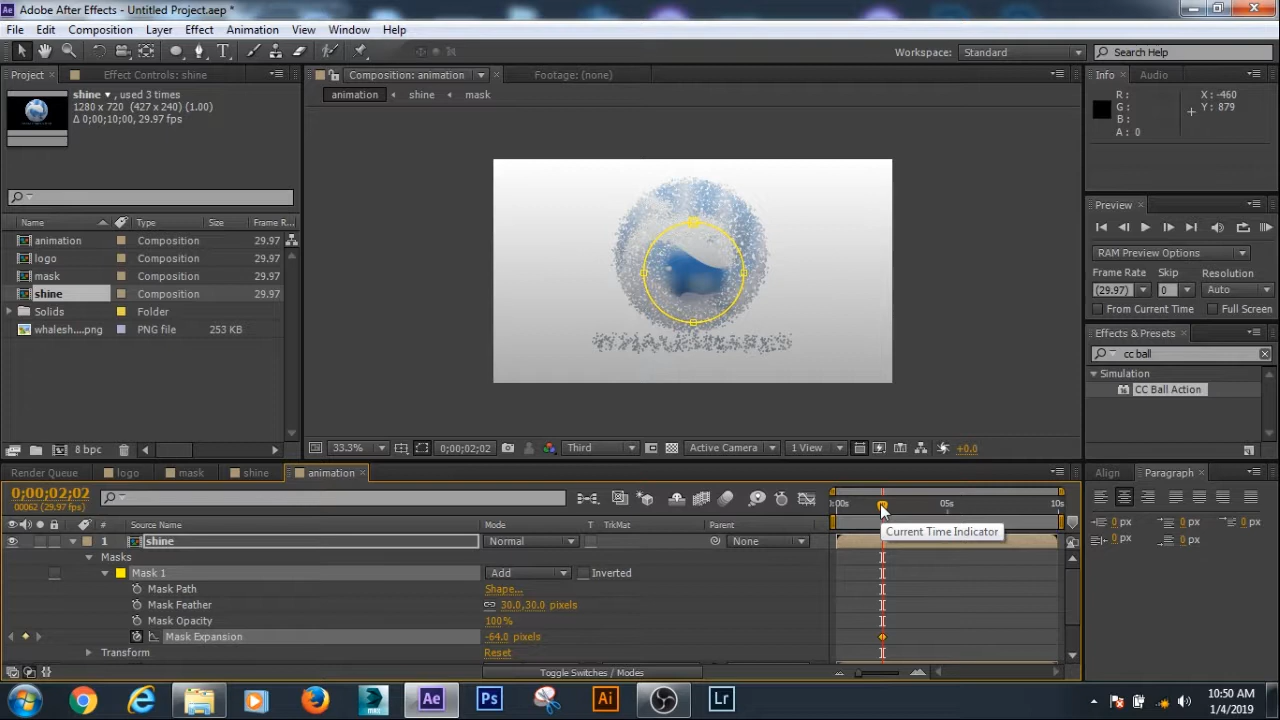 Adobe After Effects - Untitled Project.aep *
File Edit Composition Layer Effect Animation View Window Help
Workspace: Standard Search Help
Project Effect Controls: shine Composition: animation Footage: (none) Info Audio
shine , used 3 times
1280 x 720 (427 x 240) (1.00)
Δ 0;00;10;00, 29.97 fps
animation shine mask
R :
G :
B :
A : 0
X : -460
Y : 879
Preview
RAM Preview Options
Frame Rate Skip Resolution
(29.97) 0 Auto
From Current Time Full Screen
Effects & Presets
cc ball
Simulation
CC Ball Action
Name Type Size Frame R...
animation Composition 29.97
logo Composition 29.97
mask Composition 29.97
shine Composition 29.97
Solids Folder
whalesh....png PNG file 253 KB
8 bpc
33.3% 0;00;02;02 Third Active Camera 1 View +0.0
Render Queue logo mask shine animation
Align Paragraph
0;00;02;02
00062 (29.97 fps)
:00s 05s 10s
Current Time Indicator
# Source Name Mode T TrkMat Parent
1 shine Normal None
Masks
Mask 1 Add Inverted
Mask Path Shape...
Mask Feather 30.0,30.0 pixels
Mask Opacity 100%
Mask Expansion -64.0 pixels
Transform Reset
Toggle Switches / Modes
0 px 0 px 0 px
0 px 0 px
Ae Ps Ai Lr
10:50 AM
1/4/2019